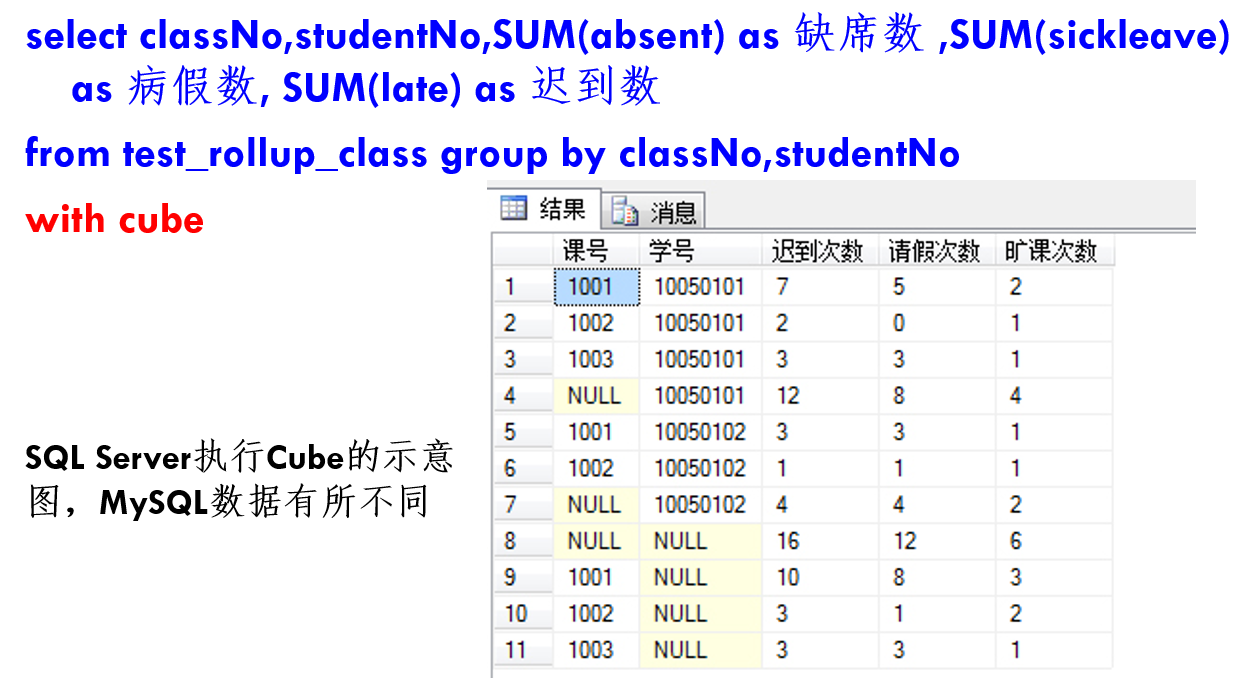 select classNo,studentNo,SUM(absent) as 缺席数 ,SUM(sickleave)
as 病假数, SUM(late) as 迟到数
from test_rollup_class group by classNo,studentNo
with cube
结果 消息
课号 学号 迟到次数 请假次数 旷课次数
1 1001 10050101 7 5 2
2 1002 10050101 2 0 1
3 1003 10050101 3 3 1
4 NULL 10050101 12 8 4
5 1001 10050102 3 3 1
6 1002 10050102 1 1 1
7 NULL 10050102 4 4 2
8 NULL NULL 16 12 6
9 1001 NULL 10 8 3
10 1002 NULL 3 1 2
11 1003 NULL 3 3 1
SQL Server执行Cube的示意
图，MySQL数据有所不同